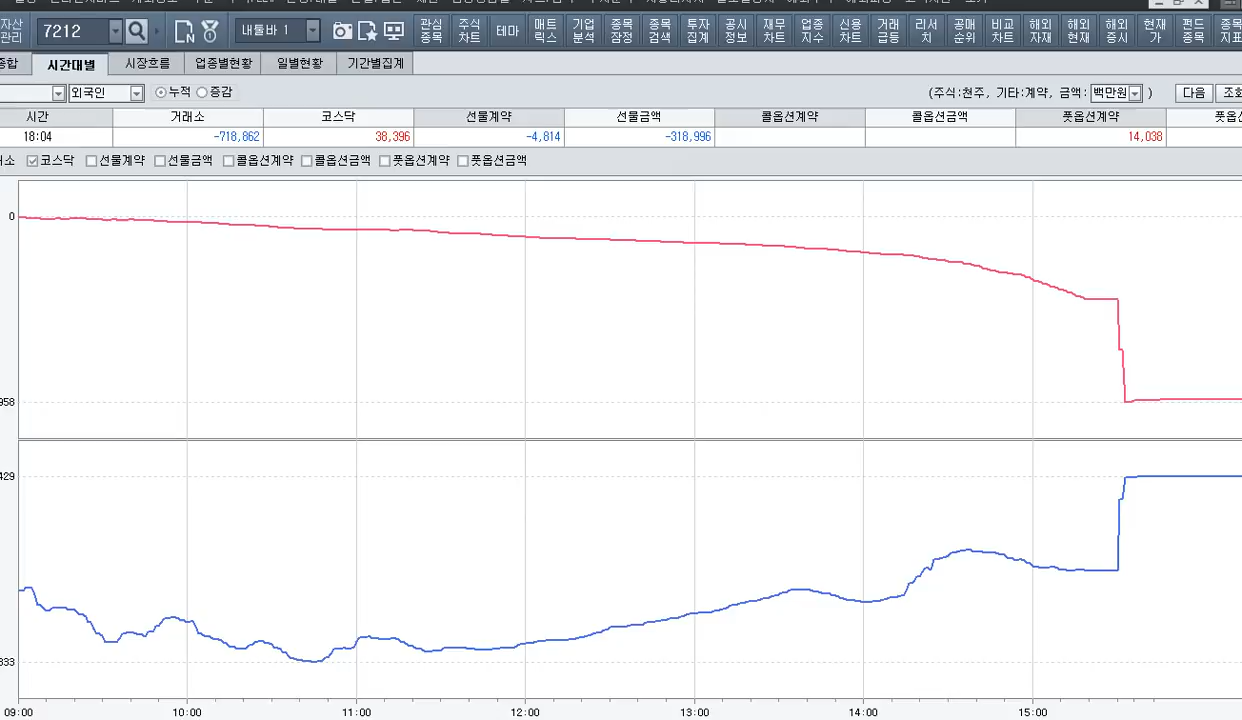 자산 관리 7212 N 내툴바 1 관심 종목 주식 차트 테마 매트 릭스 기업 분석 종목 잠정 종목 검색 투자 집계 공시 정보 재무 차트 업종 지수 신용 차트 거래 급등 리서 치 공매 순위 비교 차트 해외 자재 해외 현재 해외 증시 현재 가 펀드 종목 종목 지표
종합 시간대별 시장흐름 업종별현황 일별현황 기간별집계
외국인 누적 증감 (주식:천주, 기타:계약, 금액: 백만원 ) 다음 조회
시간 거래소 코스닥 선물계약 선물금액 콜옵션계약 콜옵션금액 풋옵션계약 풋옵
18:04 -718,862 38,396 -4,814 -318,996 14,038
코스닥 선물계약 선물금액 콜옵션계약 콜옵션금액 풋옵션계약 풋옵션금액
0
958
429
333
09:00 10:00 11:00 12:00 13:00 14:00 15:00